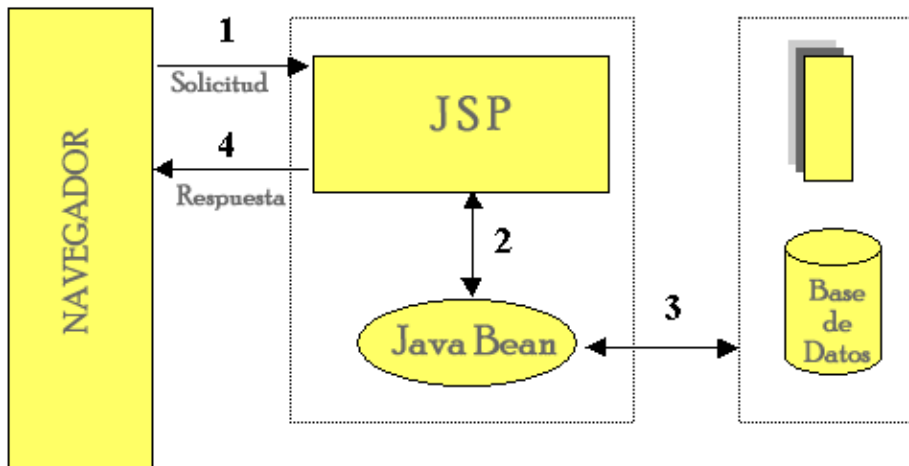 NAVEGADOR
1
Solicitud
4
Respuesta
JSP
2
Java Bean
3
Base
de
Datos